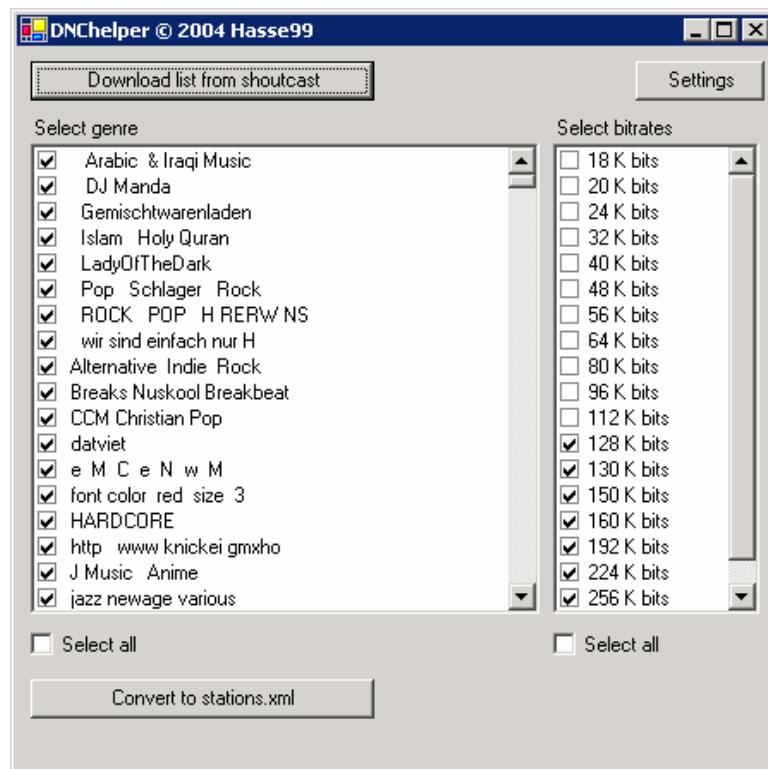 DNChelper © 2004 Hasse99
Download list from shoutcast
Settings
Select genre
Arabic & Iraqi Music
DJ Manda
Gemischtwarenladen
Islam Holy Quran
LadyOfTheDark
Pop Schlager Rock
ROCK POP H RERW NS
wir sind einfach nur H
Alternative Indie Rock
Breaks Nuskool Breakbeat
CCM Christian Pop
datviet
e M C e N w M
font color red size 3
HARDCORE
http www knickei gmxho
J Music Anime
jazz newage various
Select all
Select bitrates
18 K bits
20 K bits
24 K bits
32 K bits
40 K bits
48 K bits
56 K bits
64 K bits
80 K bits
96 K bits
112 K bits
128 K bits
130 K bits
150 K bits
160 K bits
192 K bits
224 K bits
256 K bits
Select all
Convert to stations.xml